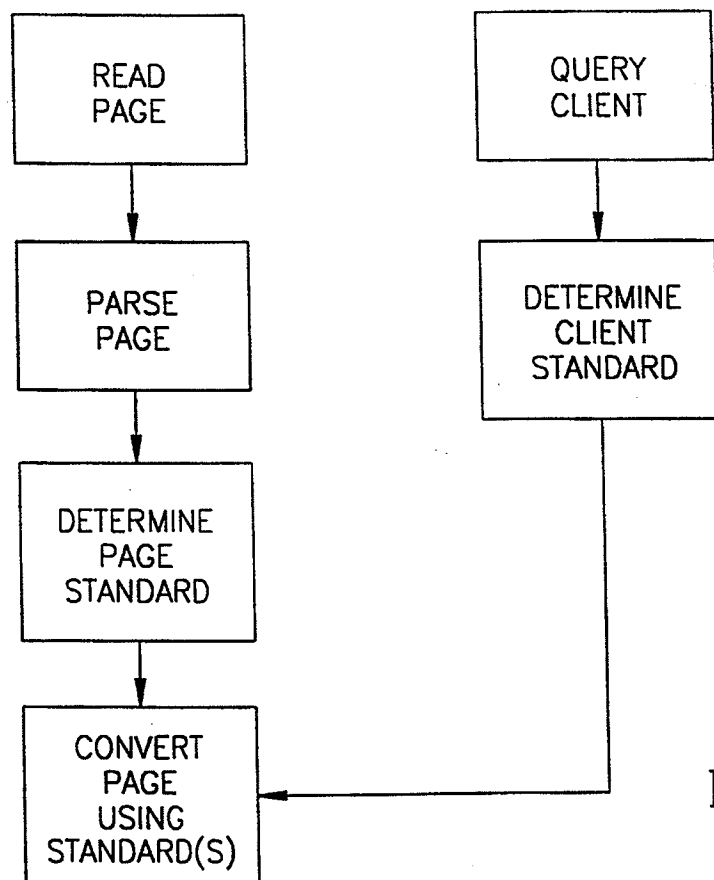 READ
PAGE
PARSE
PAGE
DETERMINE
PAGE
STANDARD
CONVERT
PAGE
USING
STANDARD(S)
QUERY
CLIENT
DETERMINE
CLIENT
STANDARD